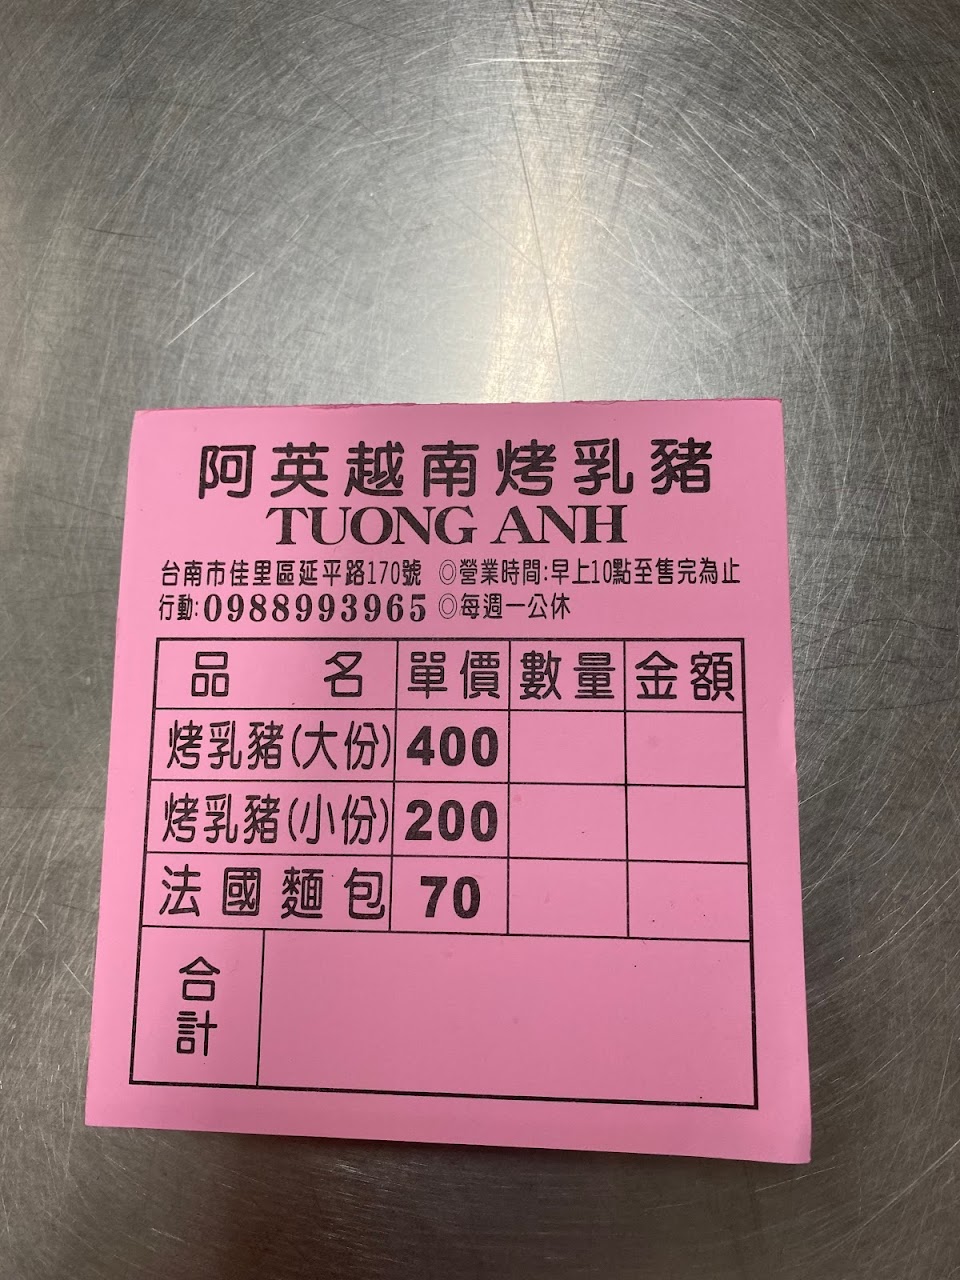 阿英越南烤乳豬
TUONG ANH
台南市佳里區延平路170號 ◎營業時間:早上10點至售完為止
行動:0988993965 ◎每週一公休
品名 單價 數量 金額
烤乳豬(大份) 400
烤乳豬(小份) 200
法國麵包 70
合計